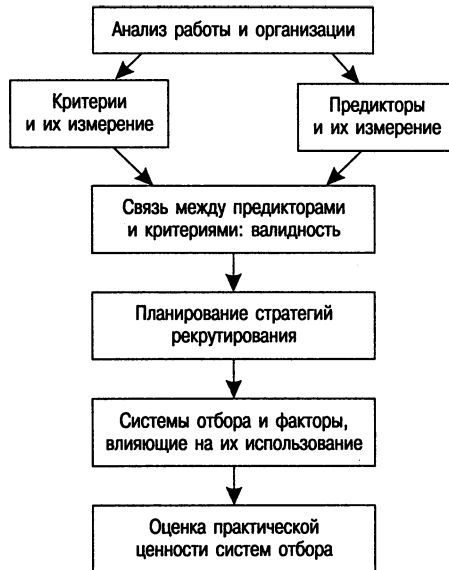 Анализ работы и организации
Критерии
и их измерение
Предикторы
и их измерение
Связь между предикторами
и критериями: валидность
Планирование стратегий
рекрутирования
Системы отбора и факторы,
влияющие на их использование
Оценка практической
ценности систем отбора